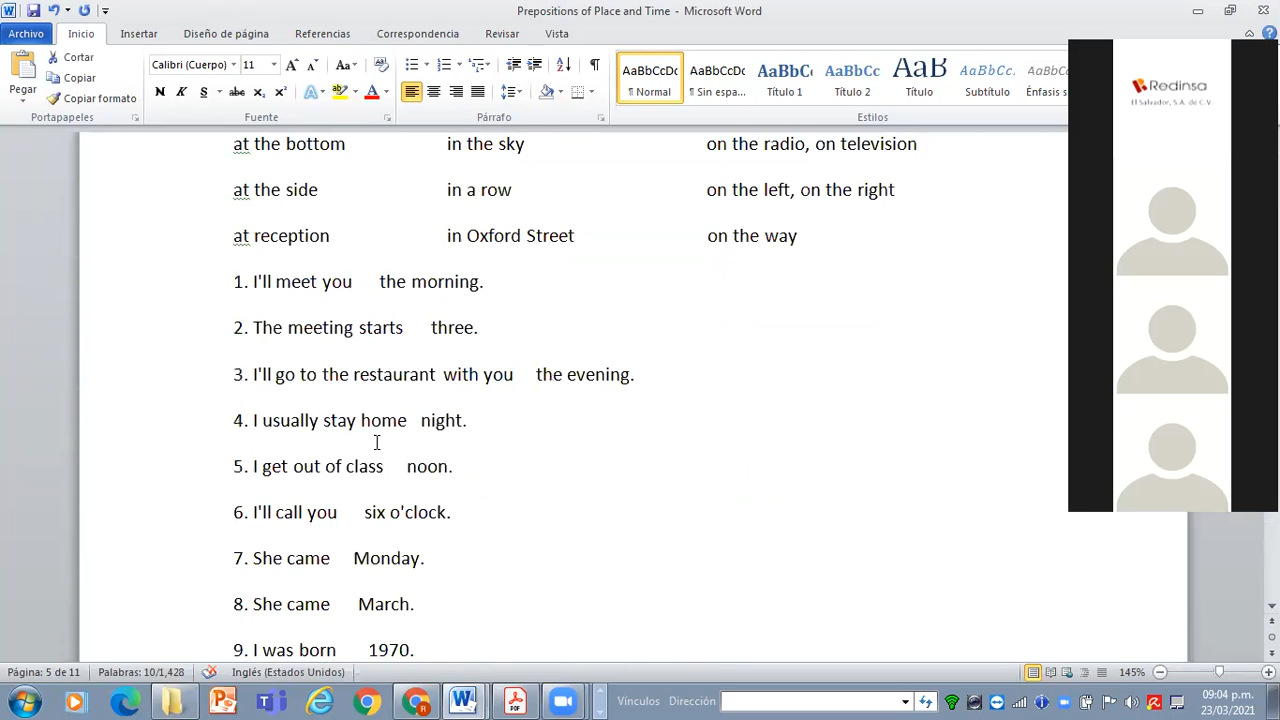 Prepositions of Place and Time - Microsoft Word
Archivo Inicio Insertar Diseño de página Referencias Correspondencia Revisar Vista
Pegar
Cortar
Copiar
Copiar formato
Portapapeles
Calibri (Cuerpo) 11
Fuente
Párrafo
AaBbCcDc AaBbCcDc AaBbC AaBbCc AaB AaBbCc. AaBbCc
¶ Normal ¶ Sin espa... Título 1 Título 2 Título Subtítulo Énfasis
Estilos
Redinsa
El Salvador, S.A. de C.V.
at the bottom in the sky on the radio, on television
at the side in a row on the left, on the right
at reception in Oxford Street on the way
1. I'll meet you the morning.
2. The meeting starts three.
3. I'll go to the restaurant with you the evening.
4. I usually stay home night.
5. I get out of class noon.
6. I'll call you six o'clock.
7. She came Monday.
8. She came March.
9. I was born 1970.
Página: 5 de 11 Palabras: 10/1,428 Inglés (Estados Unidos) 145%
Vínculos Dirección
09:04 p.m.
23/03/2021